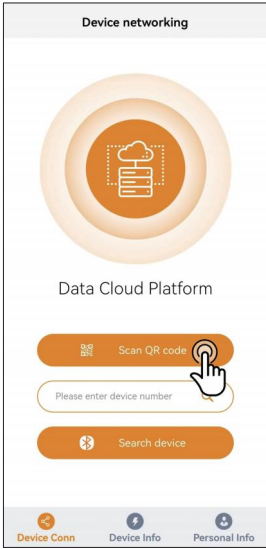 Device networking
Data Cloud Platform
Scan QR code
Please enter device number
Search device
Device Conn
Device Info
Personal Info